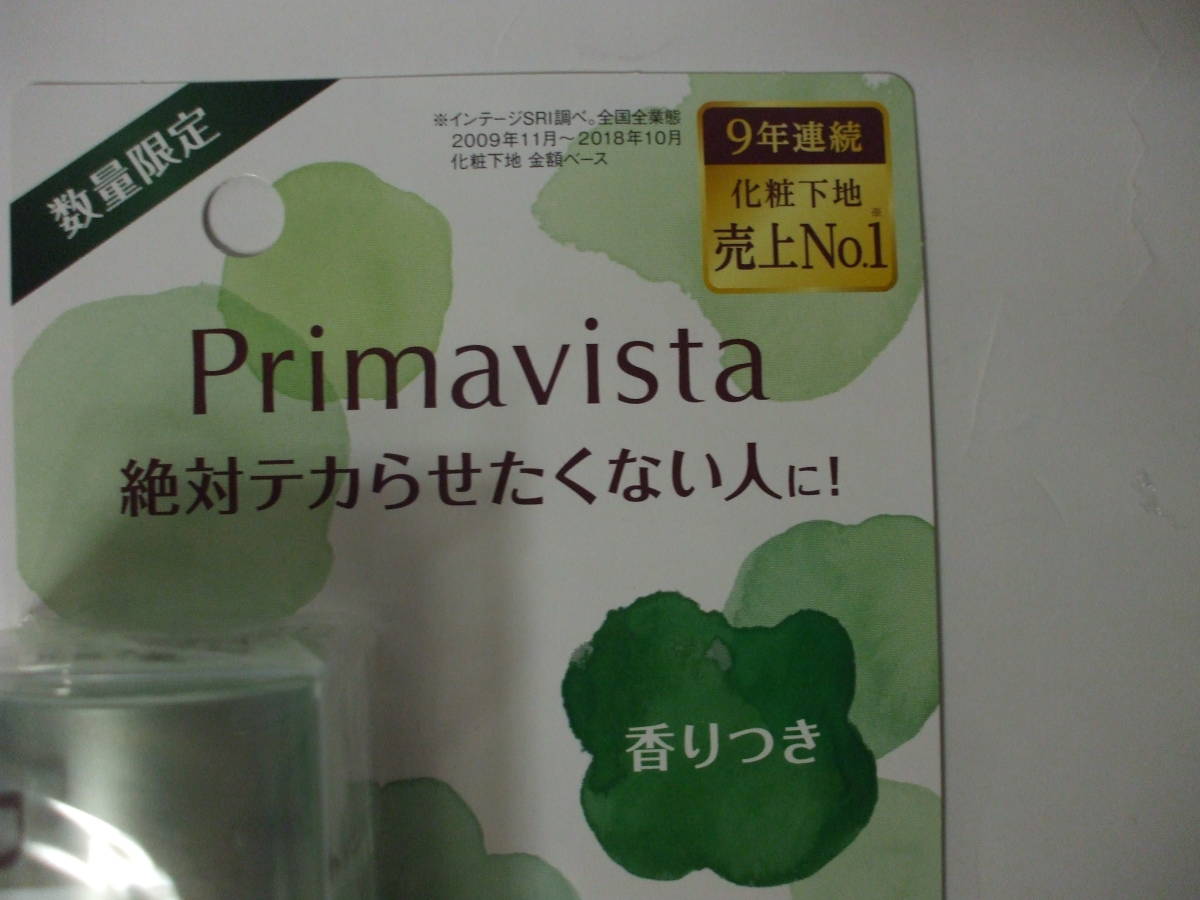 数量限定
※インテージSRI調べ。全国全業態
2009年11月～2018年10月
化粧下地 金額ベース
9年連続
化粧下地
※
売上No.1
Primavista
絶対テカらせたくない人に!
香りつき